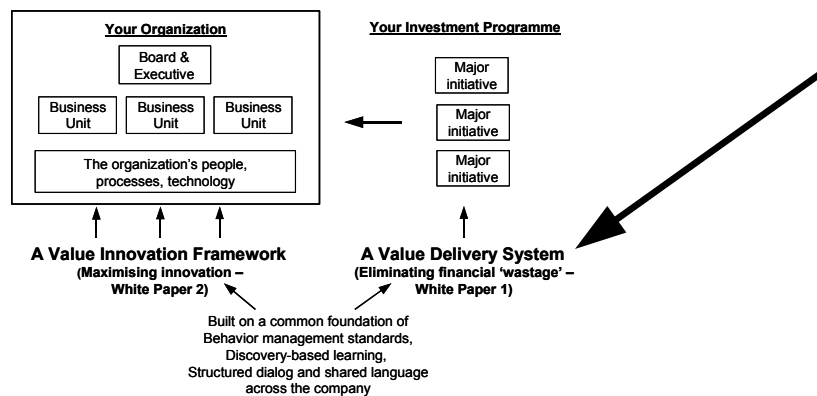 Your Organization
Board &
Executive
Business
Unit
Business
Unit
Business
Unit
The organization's people,
processes, technology
Your Investment Programme
Major
initiative
Major
initiative
Major
initiative
A Value Innovation Framework
(Maximising innovation –
White Paper 2)
A Value Delivery System
(Eliminating financial 'wastage' –
White Paper 1)
Built on a common foundation of
Behavior management standards,
Discovery-based learning,
Structured dialog and shared language
across the company